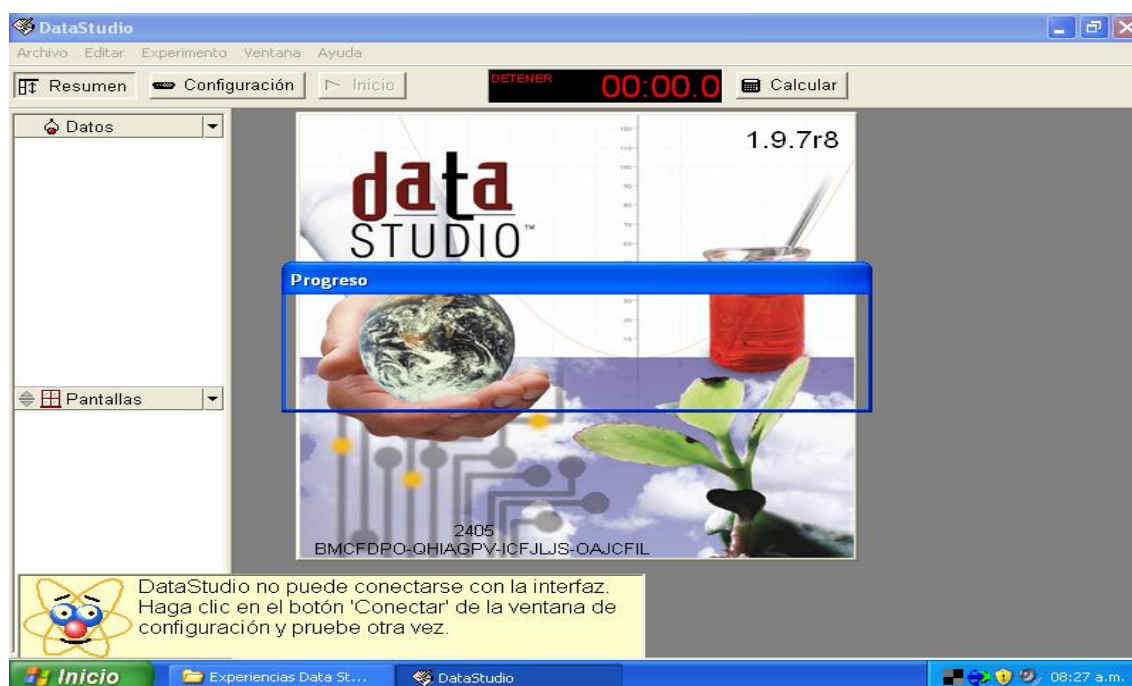 DataStudio
Archivo Editar Experimento Ventana Ayuda
Resumen Configuración Inicio DETENER 00:00.0 Calcular
Datos
1.9.7r8
data
STUDIO™
Progreso
Pantallas
2405
BMCFDPO-QHIAGPV-ICFJLJS-OAJCFIL
DataStudio no puede conectarse con la interfaz.
Haga clic en el botón 'Conectar' de la ventana de
configuración y pruebe otra vez.
Inicio Experiencias Data St... DataStudio 08:27 a.m.